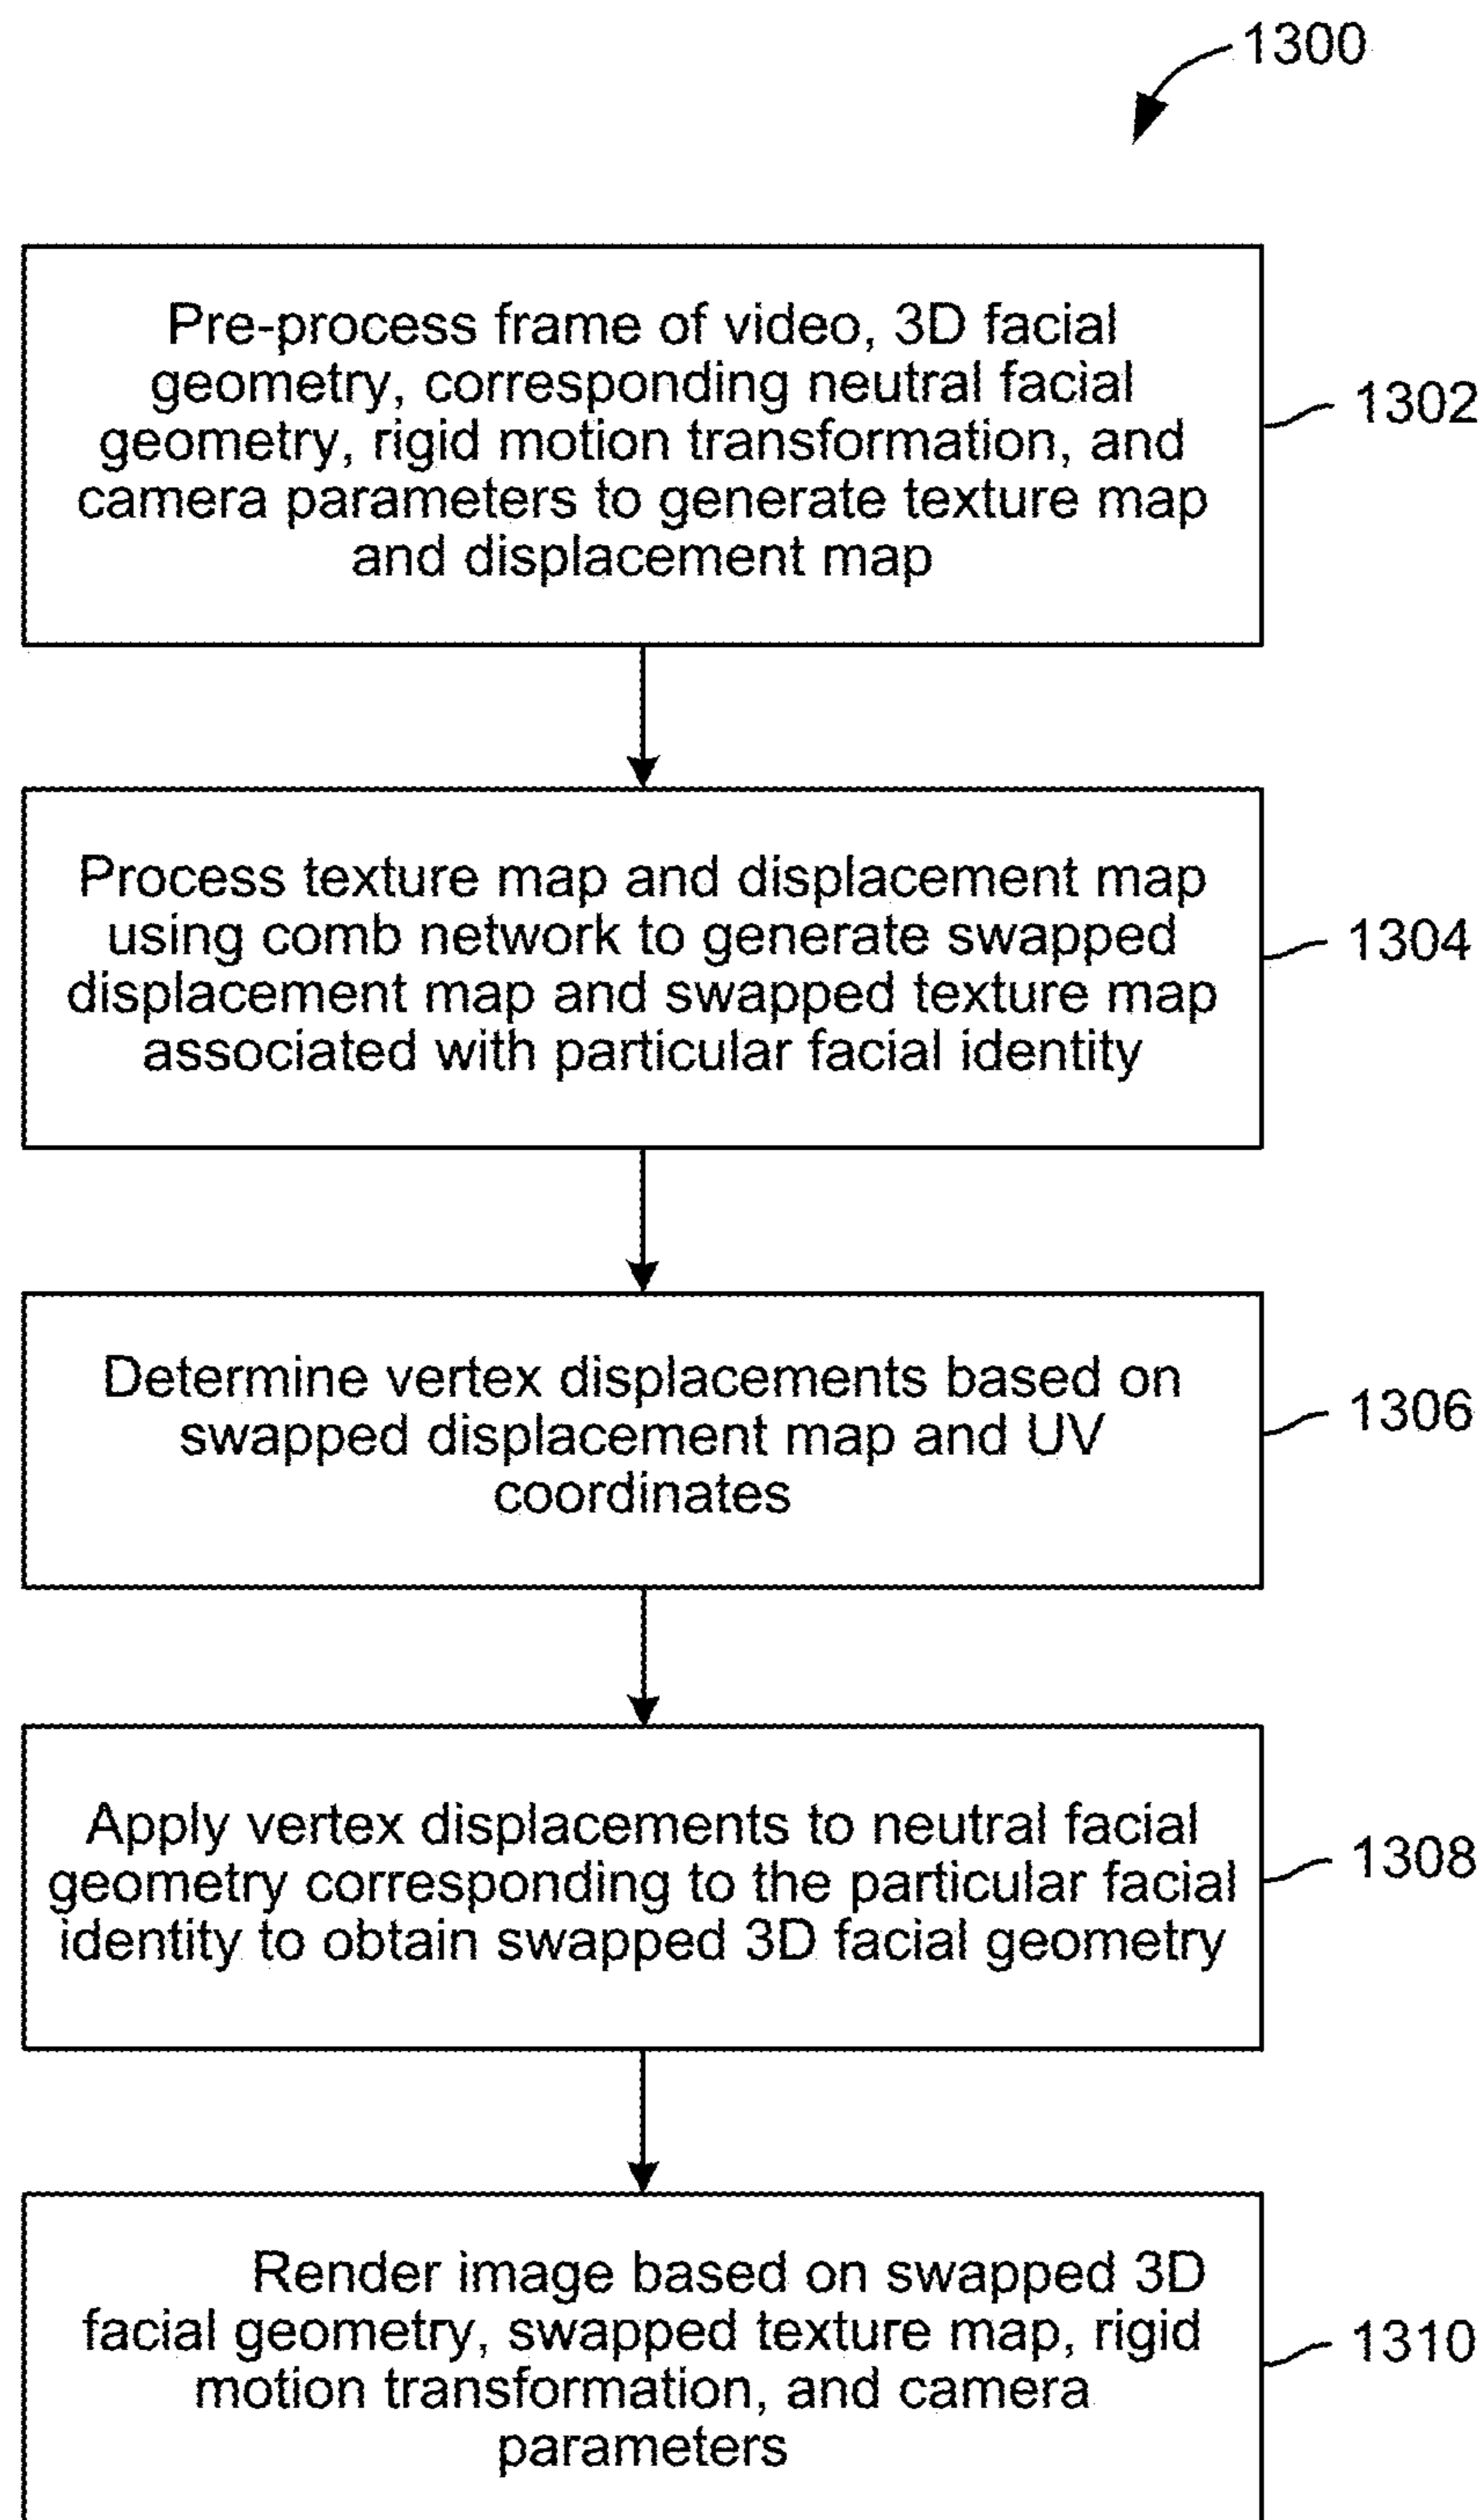 1300
Pre-process frame of video, 3D facial
geometry, corresponding neutral facial
geometry, rigid motion transformation, and
camera parameters to generate texture map
and displacement map
1302
Process texture map and displacement map
using comb network to generate swapped
displacement map and swapped texture map
associated with particular facial identity
1304
Determine vertex displacements based on
swapped displacement map and UV
coordinates
1306
Apply vertex displacements to neutral facial
geometry corresponding to the particular facial
identity to obtain swapped 3D facial geometry
1308
Render image based on swapped 3D
facial geometry, swapped texture map, rigid
motion transformation, and camera
parameters
1310